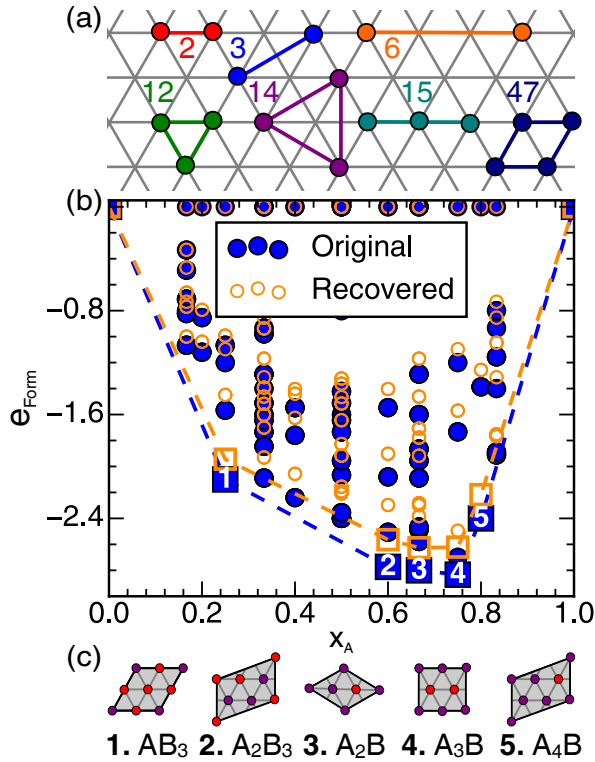 (a)
2 3 6
12 14 15 47
(b)
Original
Recovered
−0.8
−1.6
−2.4
e_Form
1 2 3 4 5
0.0 0.2 0.4 0.6 0.8 1.0
x_A
(c)
1. AB₃ 2. A₂B₃ 3. A₂B 4. A₃B 5. A₄B